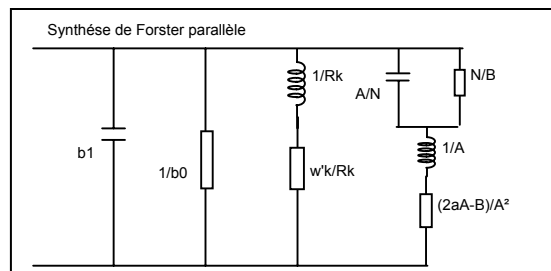 Synthése de Forster parallèle
b1
1/b0
1/Rk
w'k/Rk
A/N
N/B
1/A
(2aA-B)/A²